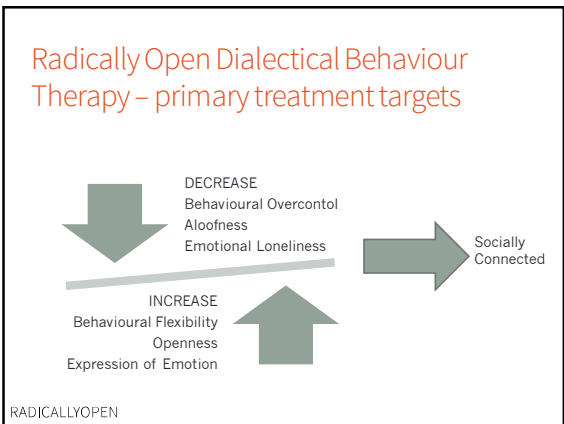 Radically Open Dialectical Behaviour
Therapy – primary treatment targets
DECREASE
Behavioural Overcontol
Aloofness
Emotional Loneliness
Socially
Connected
INCREASE
Behavioural Flexibility
Openness
Expression of Emotion
RADICALLYOPEN